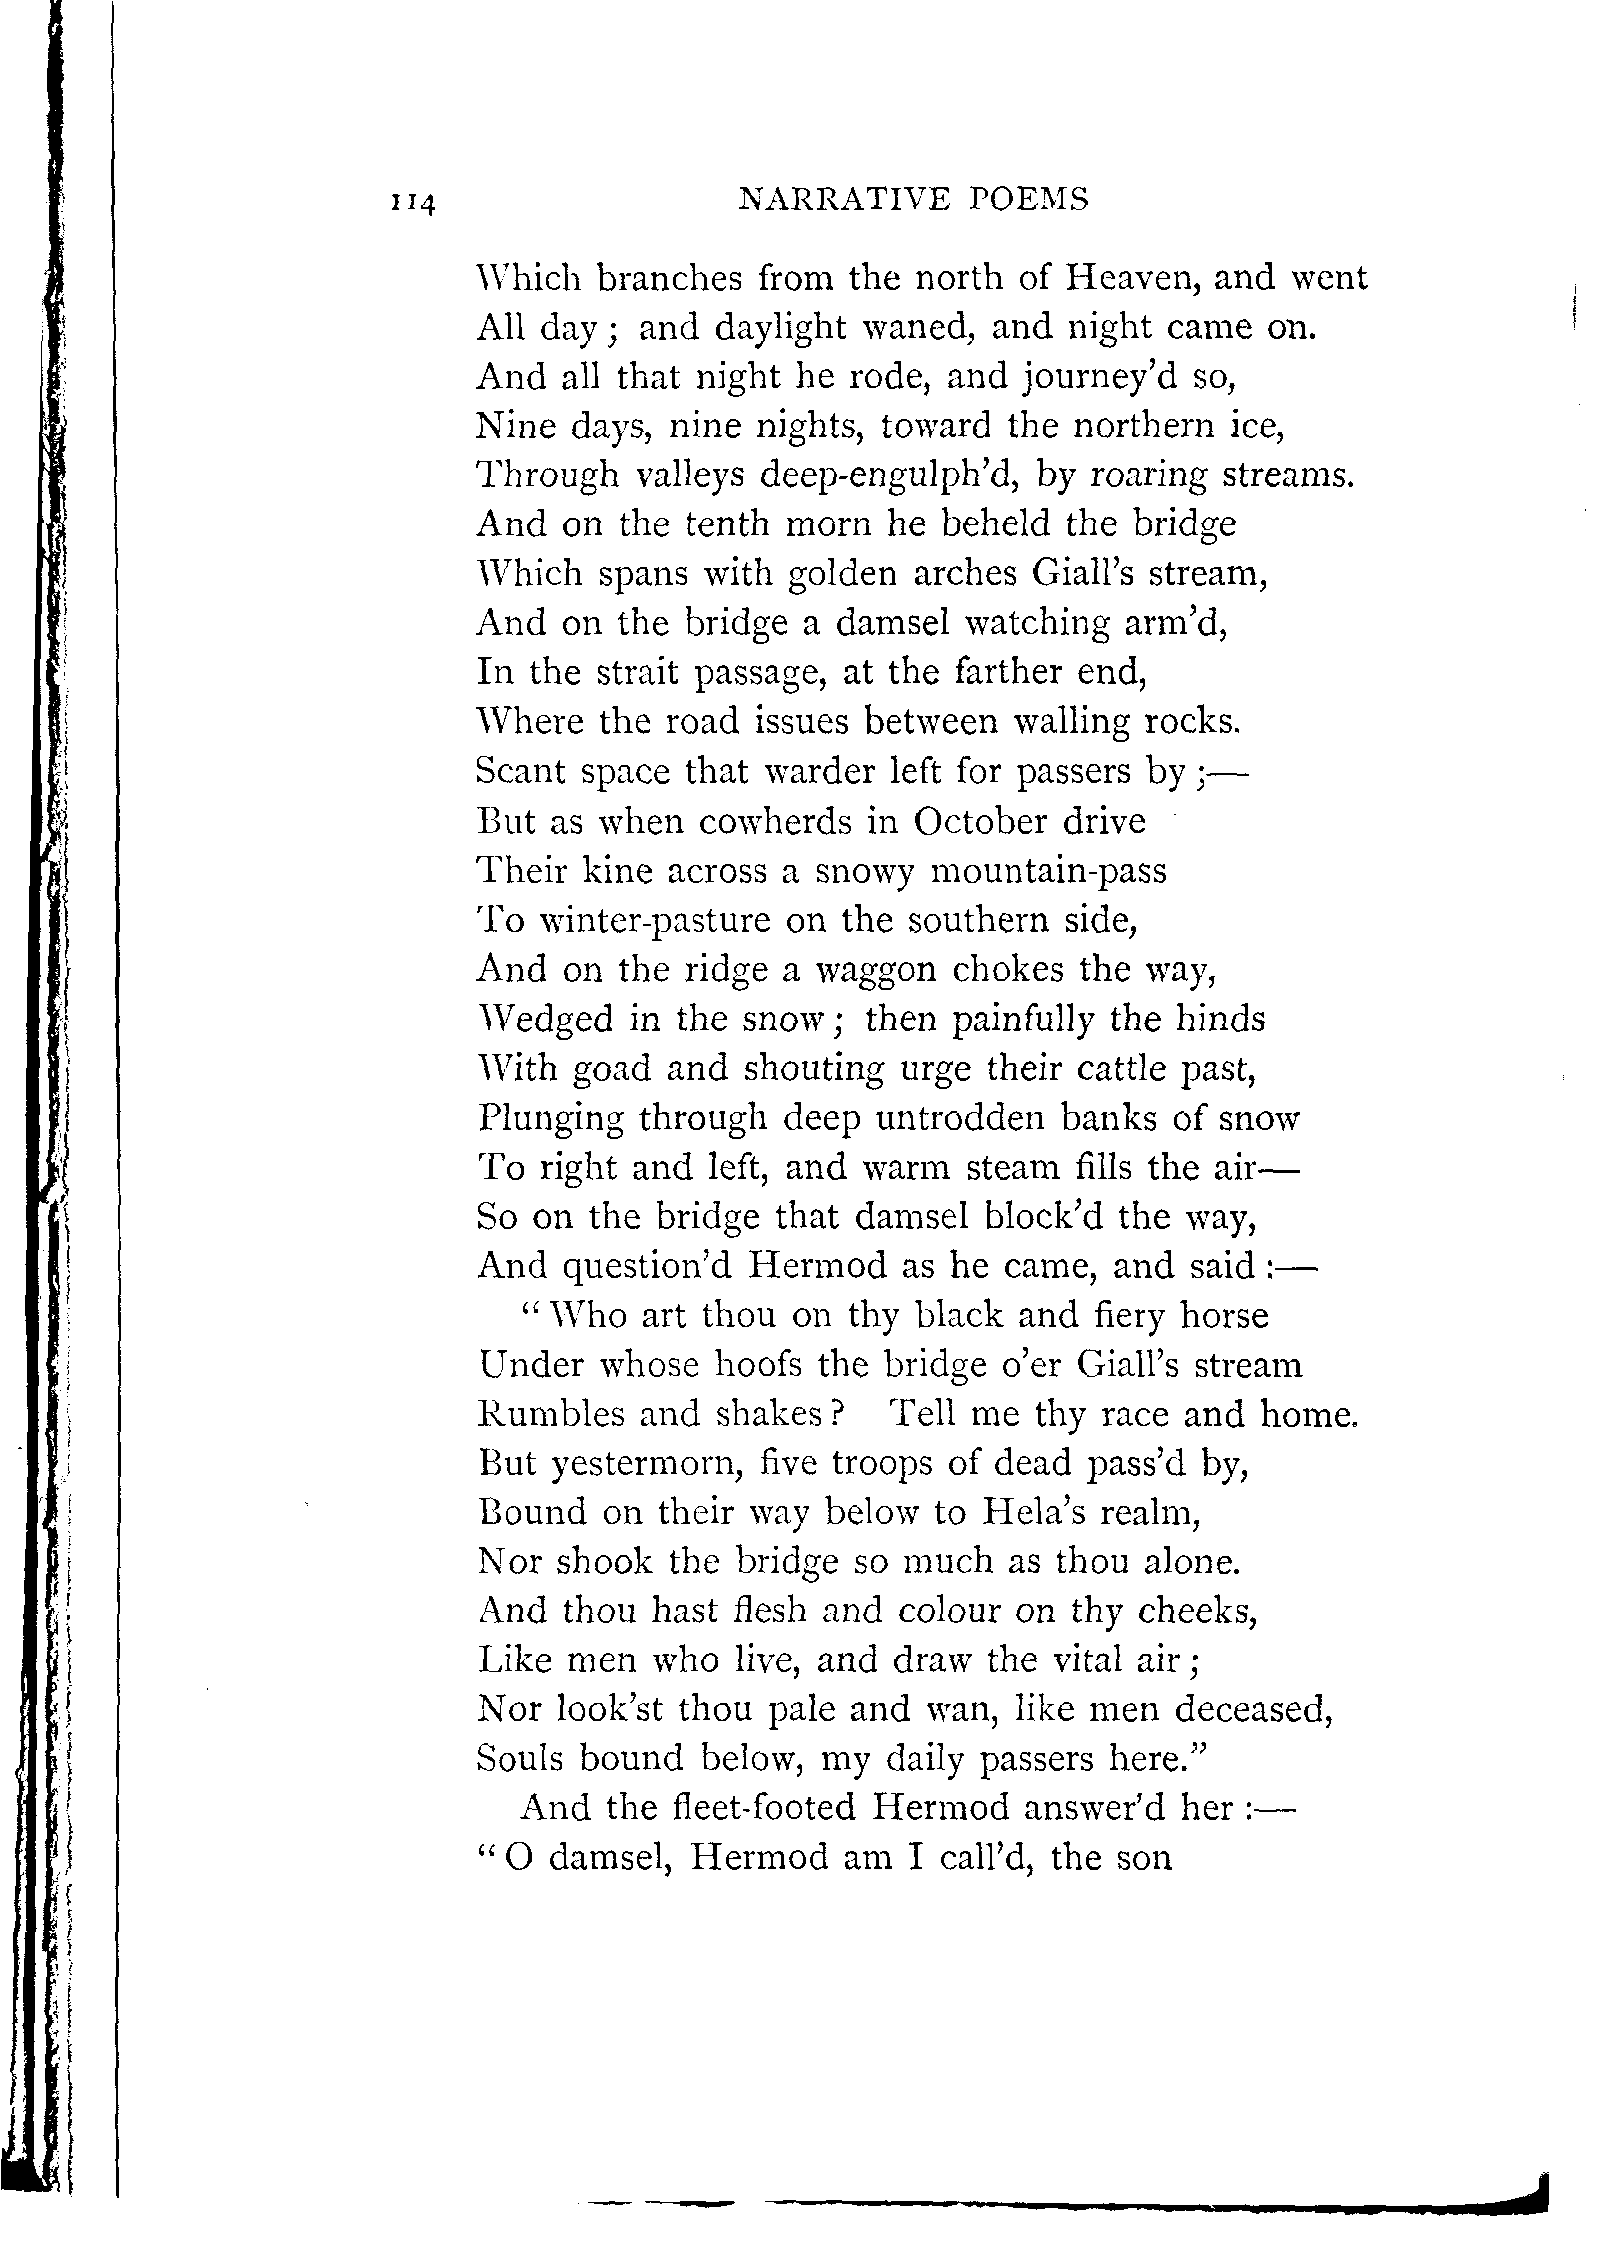 114 NARRATIVE POEMS
Which branches from the north of Heaven, and went
All day ; and daylight waned, and night came on.
And all that night he rode, and journey'd so,
Nine days, nine nights, toward the northern ice,
Through valleys deep-engulph'd, by roaring streams.
And on the tenth morn he beheld the bridge
Which spans with golden arches Giall's stream,
And on the bridge a damsel watching arm'd,
In the strait passage, at the farther end,
Where the road issues between walling rocks.
Scant space that warder left for passers by ;—
But as when cowherds in October drive
Their kine across a snowy mountain-pass
To winter-pasture on the southern side,
And on the ridge a waggon chokes the way,
Wedged in the snow ; then painfully the hinds
With goad and shouting urge their cattle past,
Plunging through deep untrodden banks of snow
To right and left, and warm steam fills the air—
So on the bridge that damsel block'd the way,
And question'd Hermod as he came, and said :—
“ Who art thou on thy black and fiery horse
Under whose hoofs the bridge o'er Giall's stream
Rumbles and shakes ? Tell me thy race and home.
But yestermorn, five troops of dead pass'd by,
Bound on their way below to Hela's realm,
Nor shook the bridge so much as thou alone.
And thou hast flesh and colour on thy cheeks,
Like men who live, and draw the vital air ;
Nor look'st thou pale and wan, like men deceased,
Souls bound below, my daily passers here.”
And the fleet-footed Hermod answer'd her :—
“ O damsel, Hermod am I call'd, the son